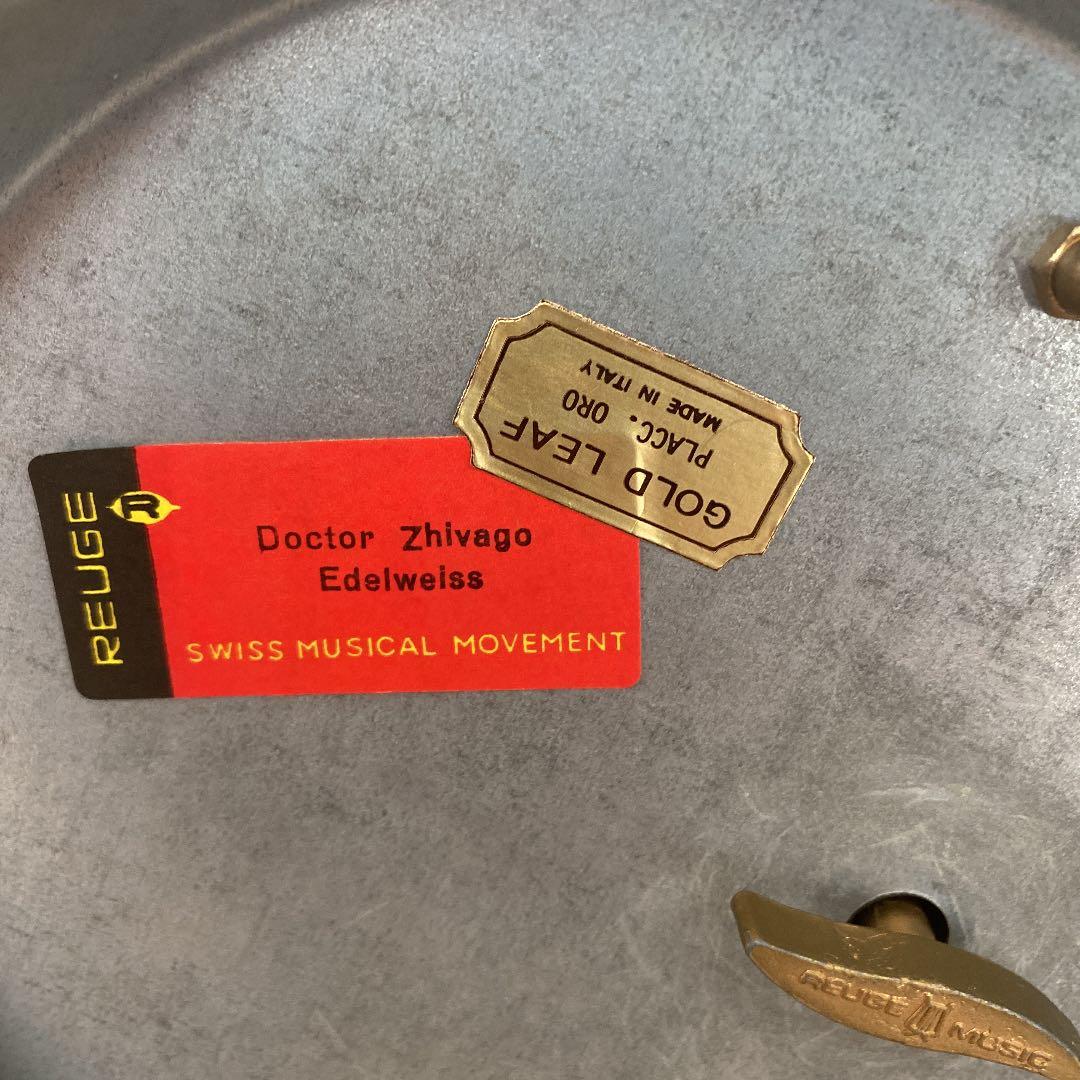 REUGE
R
Doctor Zhivago
Edelweiss
SWISS MUSICAL MOVEMENT
GOLD LEAF
PLACC. ORO
MADE IN ITALY
REUGE MUSIC